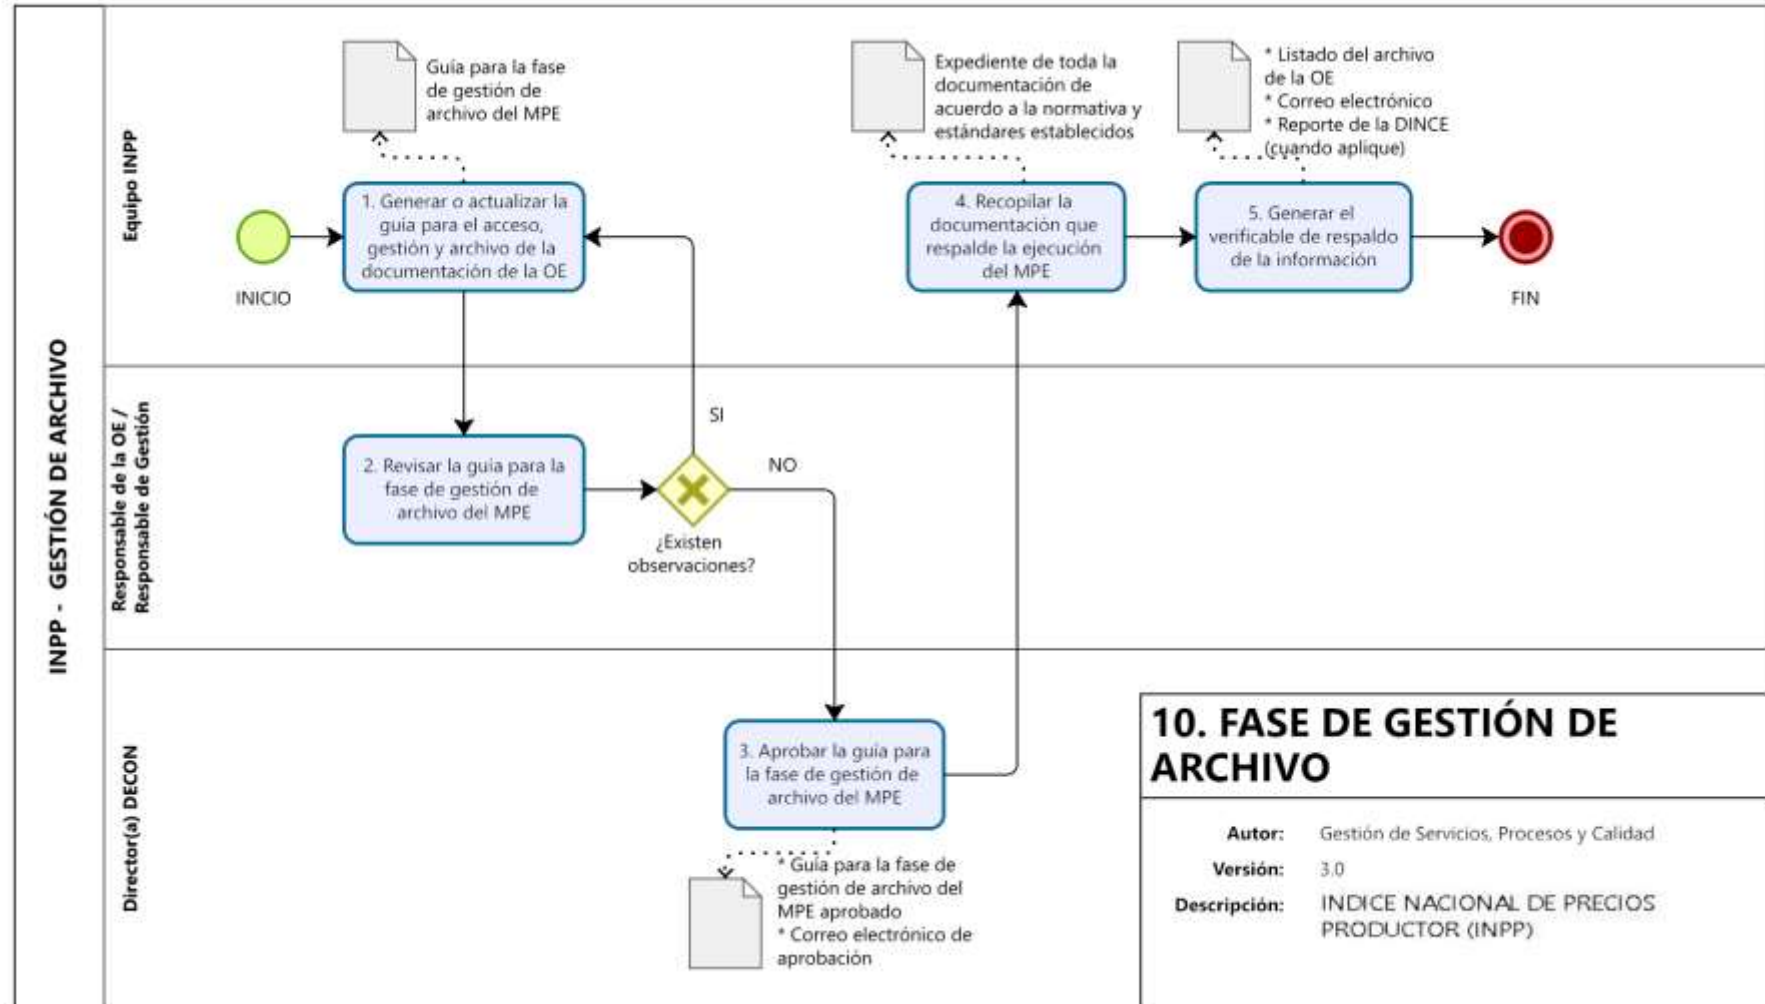 INPP - GESTIÓN DE ARCHIVO
Equipo INPP
Guía para la fase
de gestión de
archivo del MPE
Expediente de toda la
documentación de
acuerdo a la normativa y
estándares establecidos
* Listado del archivo
de la OE
* Correo electrónico
* Reporte de la DINCE
(cuando aplique)
INICIO
1. Generar o actualizar la
guía para el acceso,
gestión y archivo de la
documentación de la OE
4. Recopilar la
documentación que
respalde la ejecución
del MPE
5. Generar el
verificable de respaldo
de la información
FIN
Responsable de la OE /
Responsable de Gestión
2. Revisar la guía para la
fase de gestión de
archivo del MPE
SI
NO
¿Existen
observaciones?
Director(a) DECON
3. Aprobar la guía para
la fase de gestión de
archivo del MPE
* Guía para la fase de
gestión de archivo del
MPE aprobado
* Correo electrónico de
aprobación
10. FASE DE GESTIÓN DE
ARCHIVO
Autor: Gestión de Servicios, Procesos y Calidad
Versión: 3.0
Descripción: INDICE NACIONAL DE PRECIOS
PRODUCTOR (INPP)